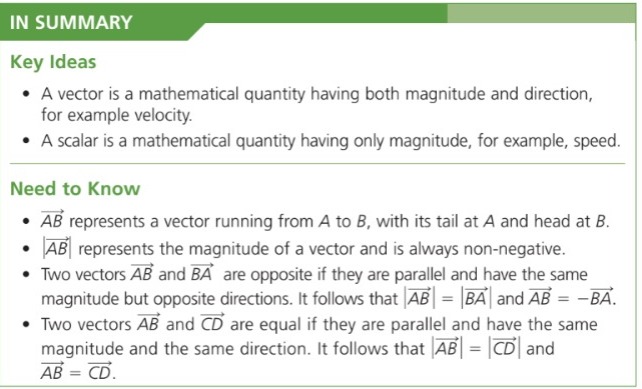 IN SUMMARY
Key Ideas
• A vector is a mathematical quantity having both magnitude and direction,
for example velocity.
• A scalar is a mathematical quantity having only magnitude, for example, speed.
Need to Know
• $\overrightarrow{AB}$ represents a vector running from A to B, with its tail at A and head at B.
• $|\overrightarrow{AB}|$ represents the magnitude of a vector and is always non-negative.
• Two vectors $\overrightarrow{AB}$ and $\overrightarrow{BA}$ are opposite if they are parallel and have the same
magnitude but opposite directions. It follows that $|\overrightarrow{AB}| = |\overrightarrow{BA}|$ and $\overrightarrow{AB} = -\overrightarrow{BA}$.
• Two vectors $\overrightarrow{AB}$ and $\overrightarrow{CD}$ are equal if they are parallel and have the same
magnitude and the same direction. It follows that $|\overrightarrow{AB}| = |\overrightarrow{CD}|$ and
$\overrightarrow{AB} = \overrightarrow{CD}$.